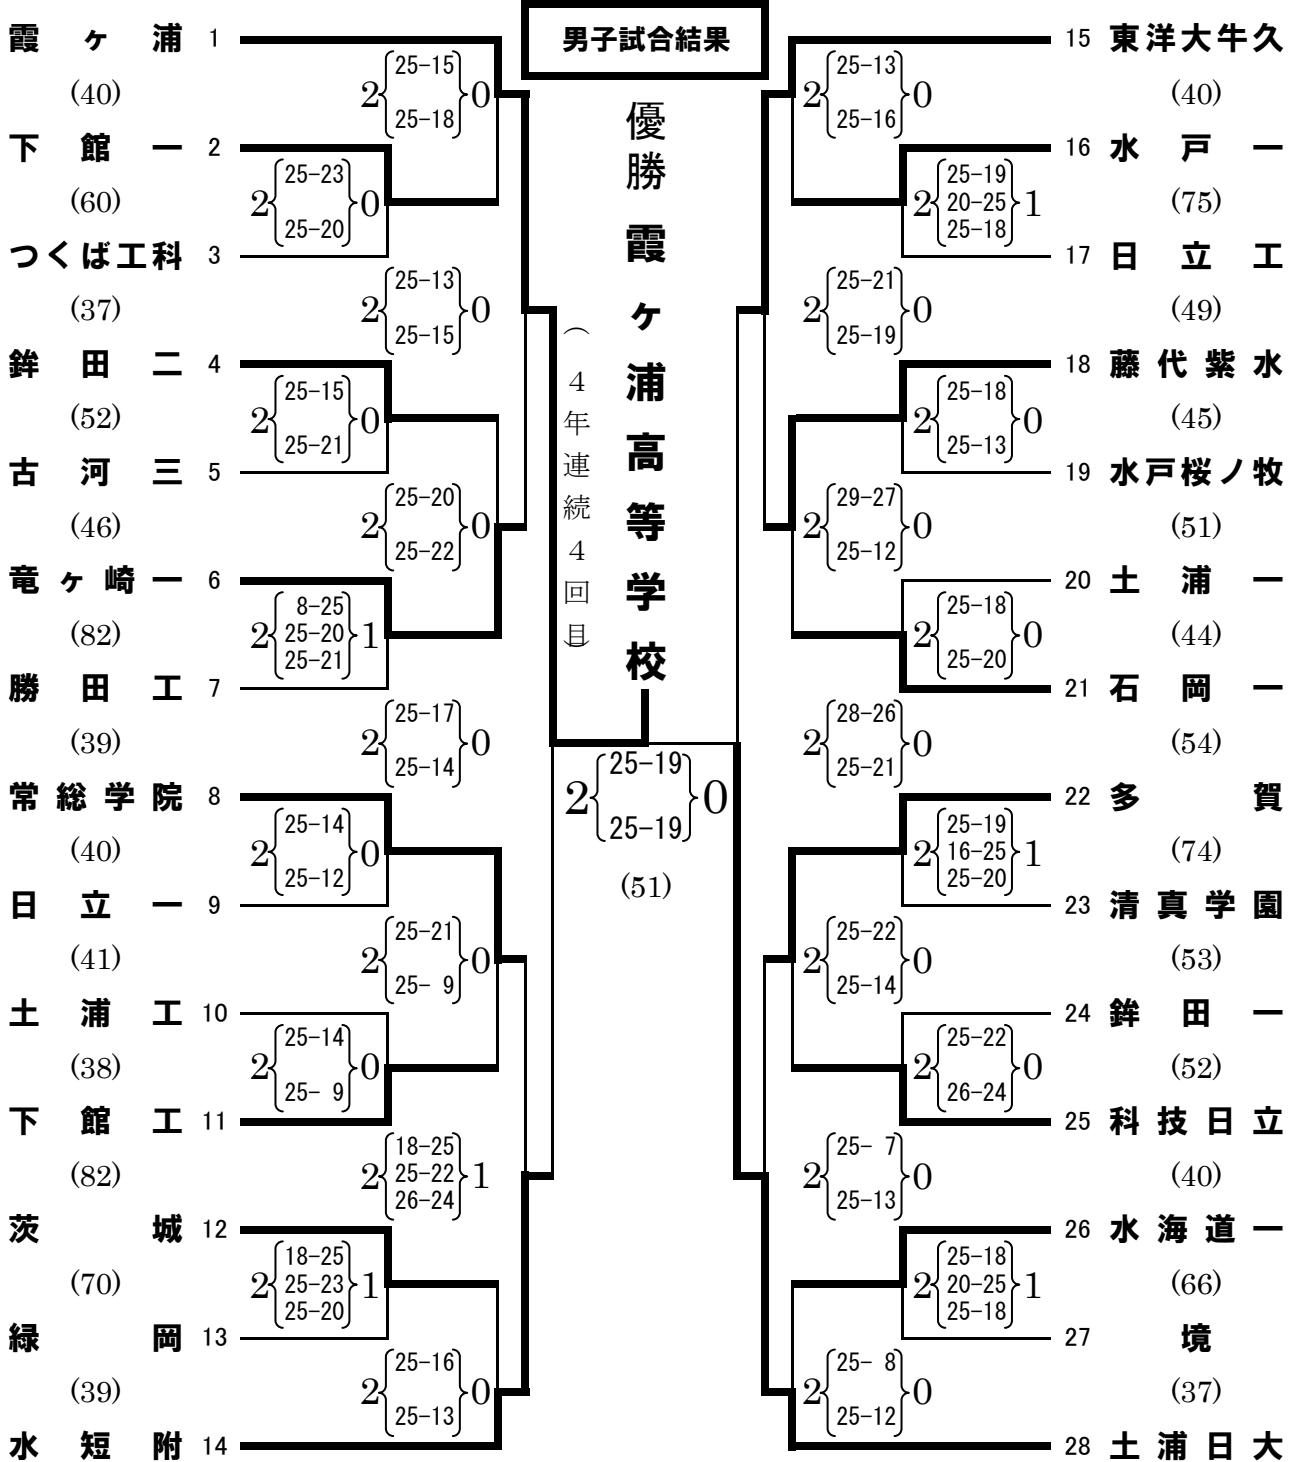 男子試合結果
優勝 霞ヶ浦高等学校
（4年連続4回目）
霞ヶ浦 1
(40)
2 25-15 25-18 0
下館一 2
(60)
2 25-23 25-20 0
つくば工科 3
(37)
2 25-13 25-15 0
鉾田二 4
(52)
2 25-15 25-21 0
古河三 5
(46)
2 25-20 25-22 0
竜ヶ崎一 6
(82)
2 8-25 25-20 25-21 1
勝田工 7
(39)
2 25-17 25-14 0
常総学院 8
(40)
2 25-14 25-12 0
日立一 9
(41)
2 25-21 25-9 0
土浦工 10
(38)
2 25-14 25-9 0
下館工 11
(82)
2 18-25 25-22 26-24 1
茨城 12
(70)
2 18-25 25-23 25-20 1
緑岡 13
(39)
2 25-16 25-13 0
水短附 14
2 25-19 25-19 0
(51)
15 東洋大牛久
2 25-13 25-16 0
(40)
16 水戸一
2 25-19 20-25 25-18 1
(75)
17 日立工
2 25-21 25-19 0
(49)
18 藤代紫水
2 25-18 25-13 0
(45)
19 水戸桜ノ牧
2 29-27 25-12 0
(51)
20 土浦一
2 25-18 25-20 0
(44)
21 石岡一
2 28-26 25-21 0
(54)
22 多賀
2 25-19 16-25 25-20 1
(74)
23 清真学園
2 25-22 25-14 0
(53)
24 鉾田一
2 25-22 26-24 0
(52)
25 科技日立
2 25-7 25-13 0
(40)
26 水海道一
2 25-18 20-25 25-18 1
(66)
27 境
2 25-8 25-12 0
(37)
28 土浦日大